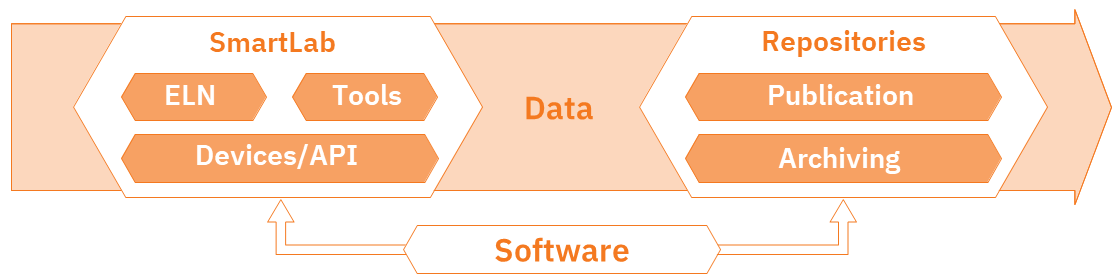 SmartLab
ELN
Tools
Devices/API
Data
Repositories
Publication
Archiving
Software